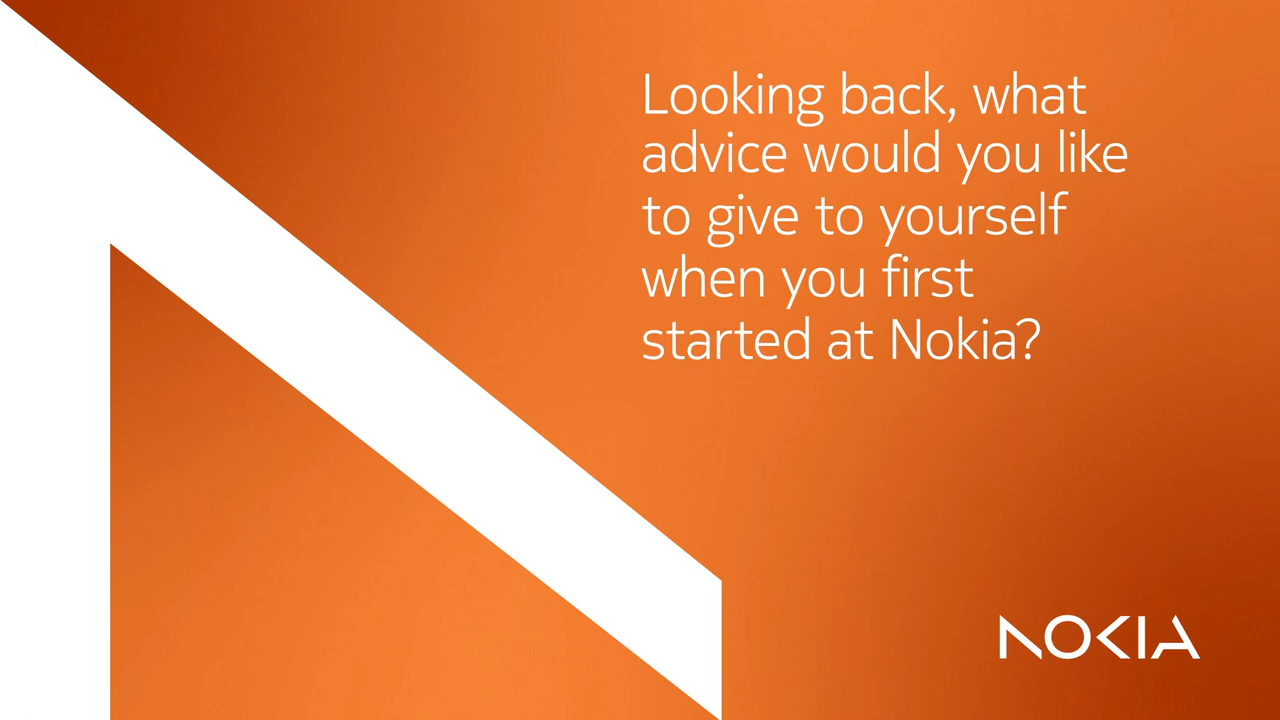 Looking back, what
advice would you like
to give to yourself
when you first
started at Nokia?
NOKIA